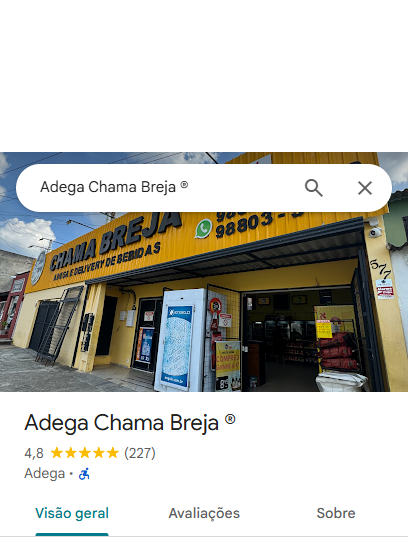 Adega Chama Breja ®
CHAMA BREJA
ADEGA E DELIVERY DE BEBIDAS
98803-
577
Adega Chama Breja ®
4,8 (227)
Adega •
Visão geral
Avaliações
Sobre